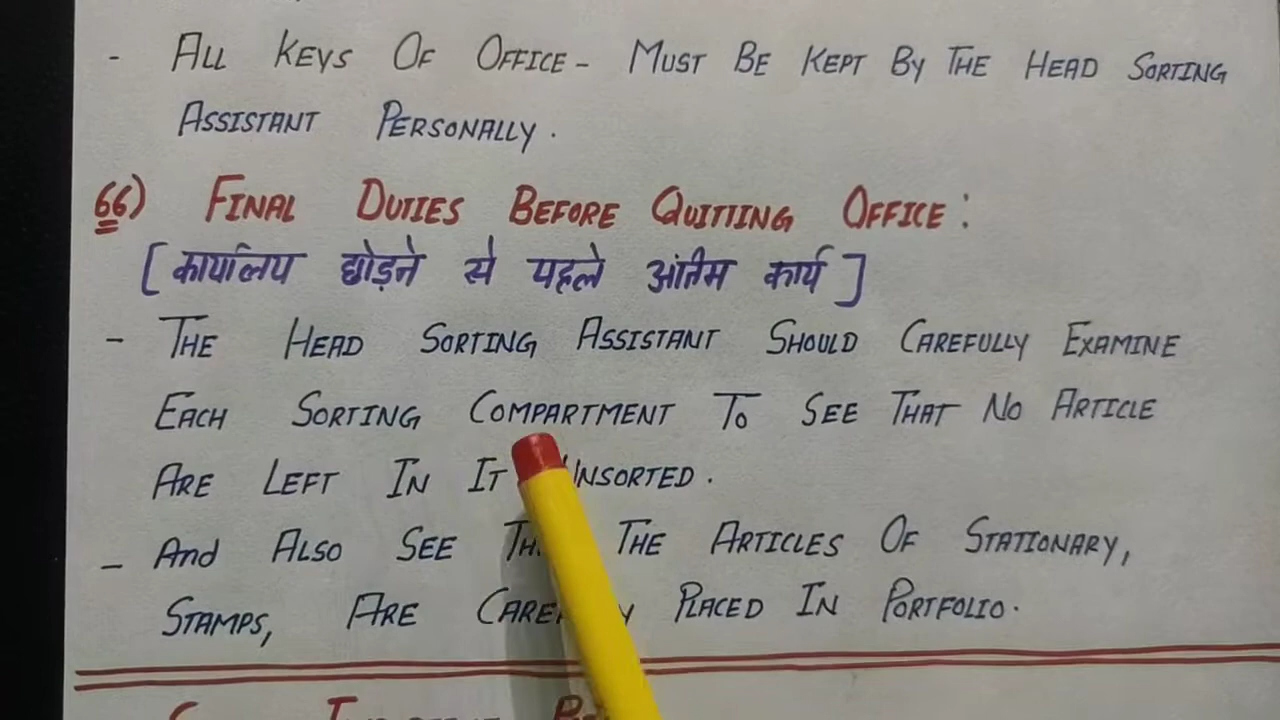 - ALL KEYS OF OFFICE - MUST BE KEPT BY THE HEAD SORTING
ASSISTANT PERSONALLY.
66) FINAL DUTIES BEFORE QUITTING OFFICE:
[कार्यालय छोड़ने से पहले अंतिम कार्य]
- THE HEAD SORTING ASSISTANT SHOULD CAREFULLY EXAMINE
EACH SORTING COMPARTMENT TO SEE THAT NO ARTICLE
ARE LEFT IN IT UNSORTED.
- And ALSO SEE THE ARTICLES OF STATIONARY,
STAMPS, ARE PLACED IN PORTFOLIO.